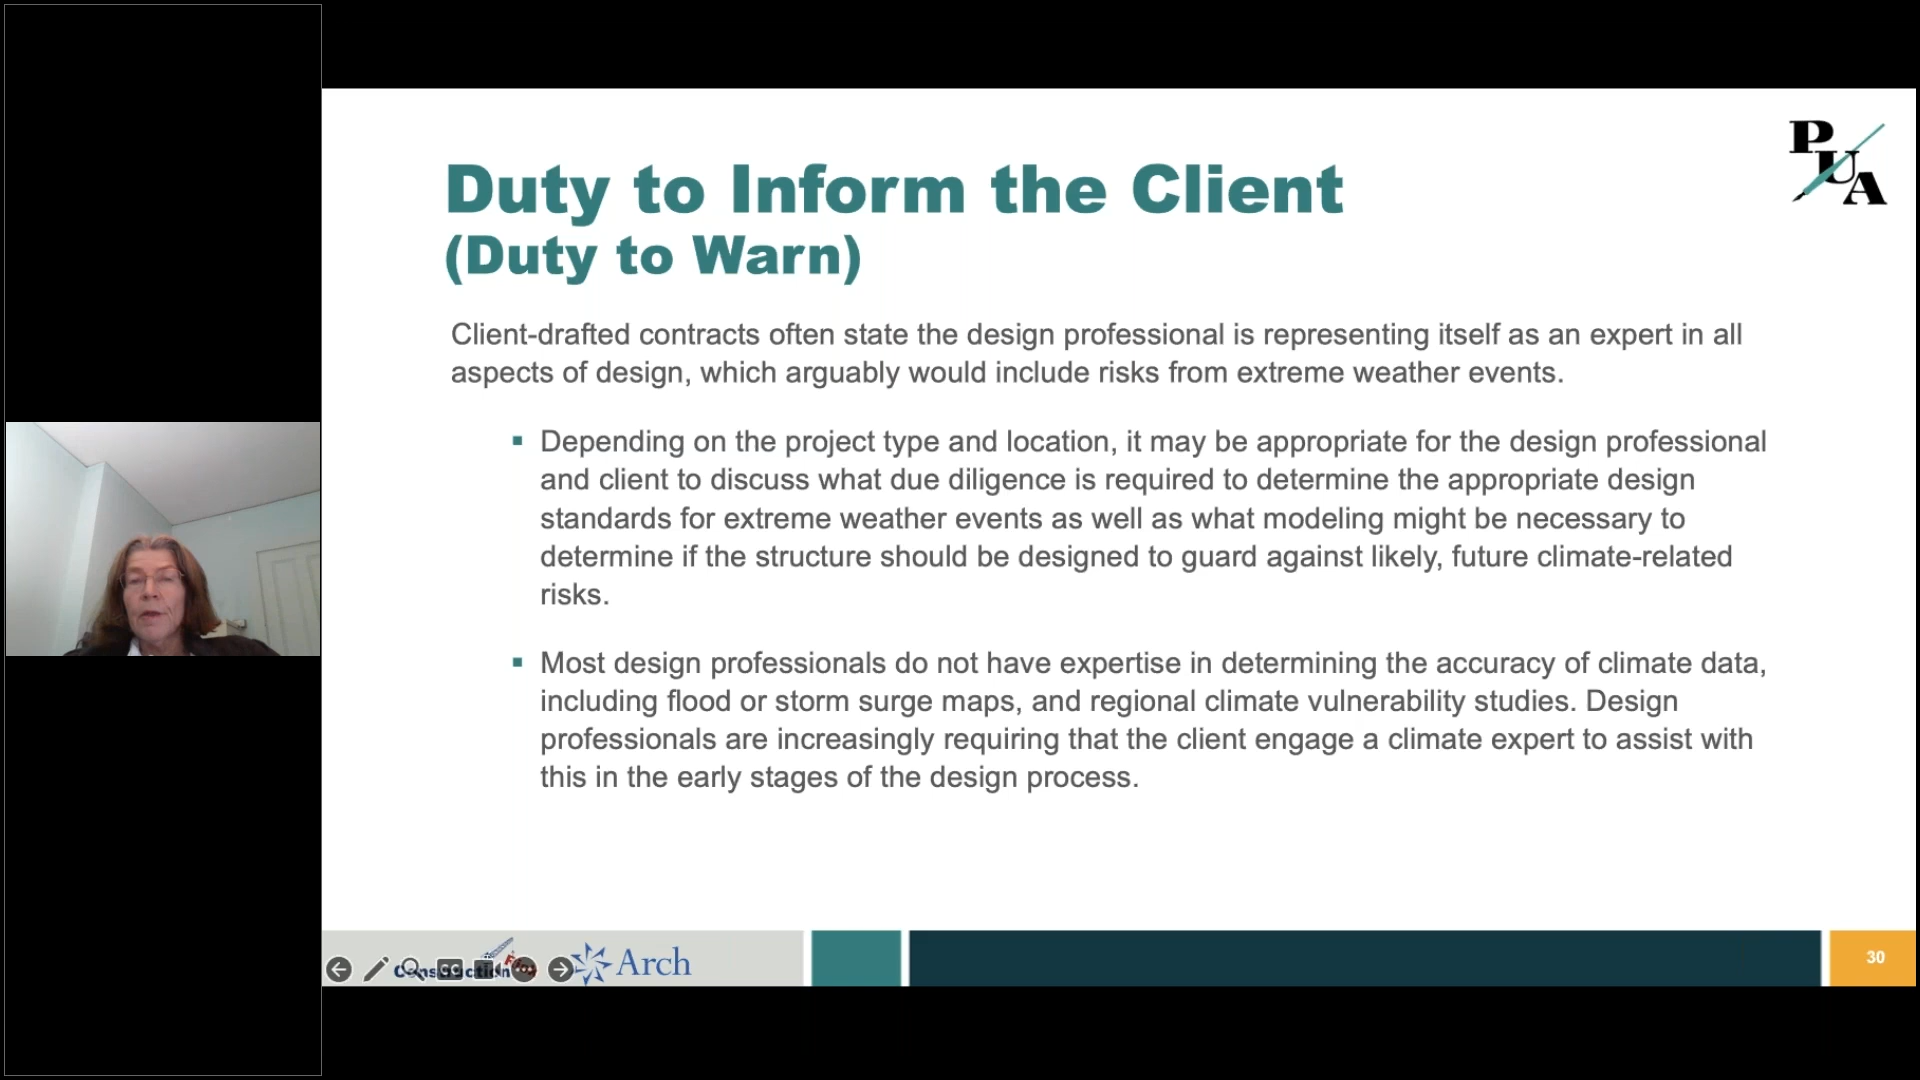 PUA
Duty to Inform the Client
(Duty to Warn)
Client-drafted contracts often state the design professional is representing itself as an expert in all
aspects of design, which arguably would include risks from extreme weather events.
▪ Depending on the project type and location, it may be appropriate for the design professional
and client to discuss what due diligence is required to determine the appropriate design
standards for extreme weather events as well as what modeling might be necessary to
determine if the structure should be designed to guard against likely, future climate-related
risks.
▪ Most design professionals do not have expertise in determining the accuracy of climate data,
including flood or storm surge maps, and regional climate vulnerability studies. Design
professionals are increasingly requiring that the client engage a climate expert to assist with
this in the early stages of the design process.
Construction
Arch
30